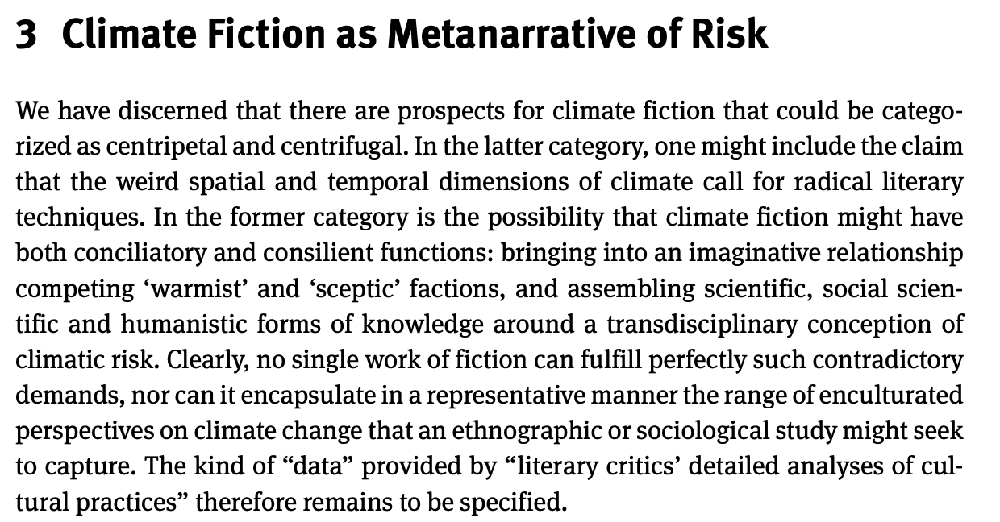 3 Climate Fiction as Metanarrative of Risk
We have discerned that there are prospects for climate fiction that could be catego-
rized as centripetal and centrifugal. In the latter category, one might include the claim
that the weird spatial and temporal dimensions of climate call for radical literary
techniques. In the former category is the possibility that climate fiction might have
both conciliatory and consilient functions: bringing into an imaginative relationship
competing ‘warmist’ and ‘sceptic’ factions, and assembling scientific, social scien-
tific and humanistic forms of knowledge around a transdisciplinary conception of
climatic risk. Clearly, no single work of fiction can fulfill perfectly such contradictory
demands, nor can it encapsulate in a representative manner the range of enculturated
perspectives on climate change that an ethnographic or sociological study might seek
to capture. The kind of “data” provided by “literary critics’ detailed analyses of cul-
tural practices” therefore remains to be specified.